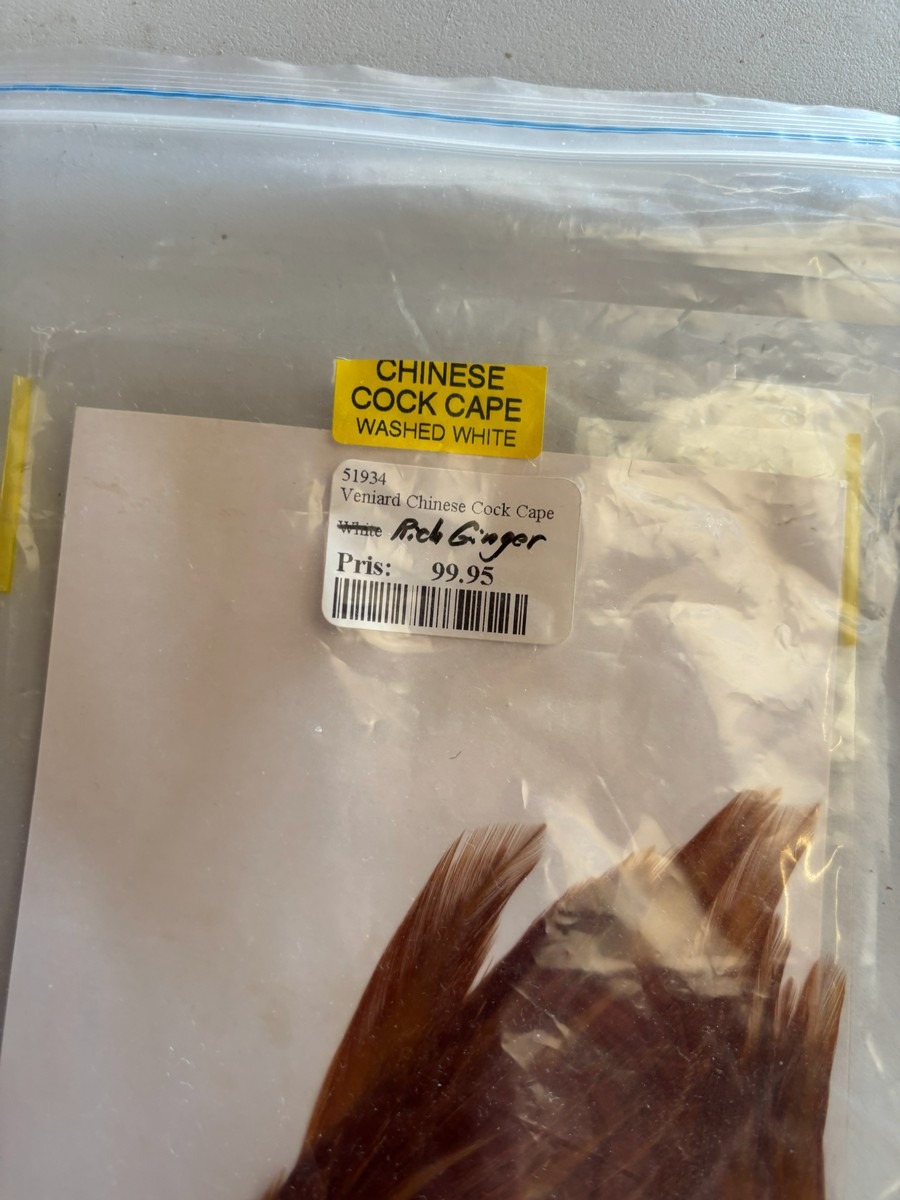 CHINESE
COCK CAPE
WASHED WHITE
51934
Veniard Chinese Cock Cape
White Rich Ginger
Pris: 99.95